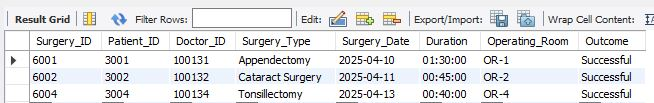 Result Grid Filter Rows: Edit: Export/Import: Wrap Cell Content:
Surgery_ID Patient_ID Doctor_ID Surgery_Type Surgery_Date Duration Operating_Room Outcome
6001 3001 100131 Appendectomy 2025-04-10 01:30:00 OR-1 Successful
6002 3002 100132 Cataract Surgery 2025-04-11 00:45:00 OR-2 Successful
6004 3004 100134 Tonsillectomy 2025-04-13 00:40:00 OR-4 Successful